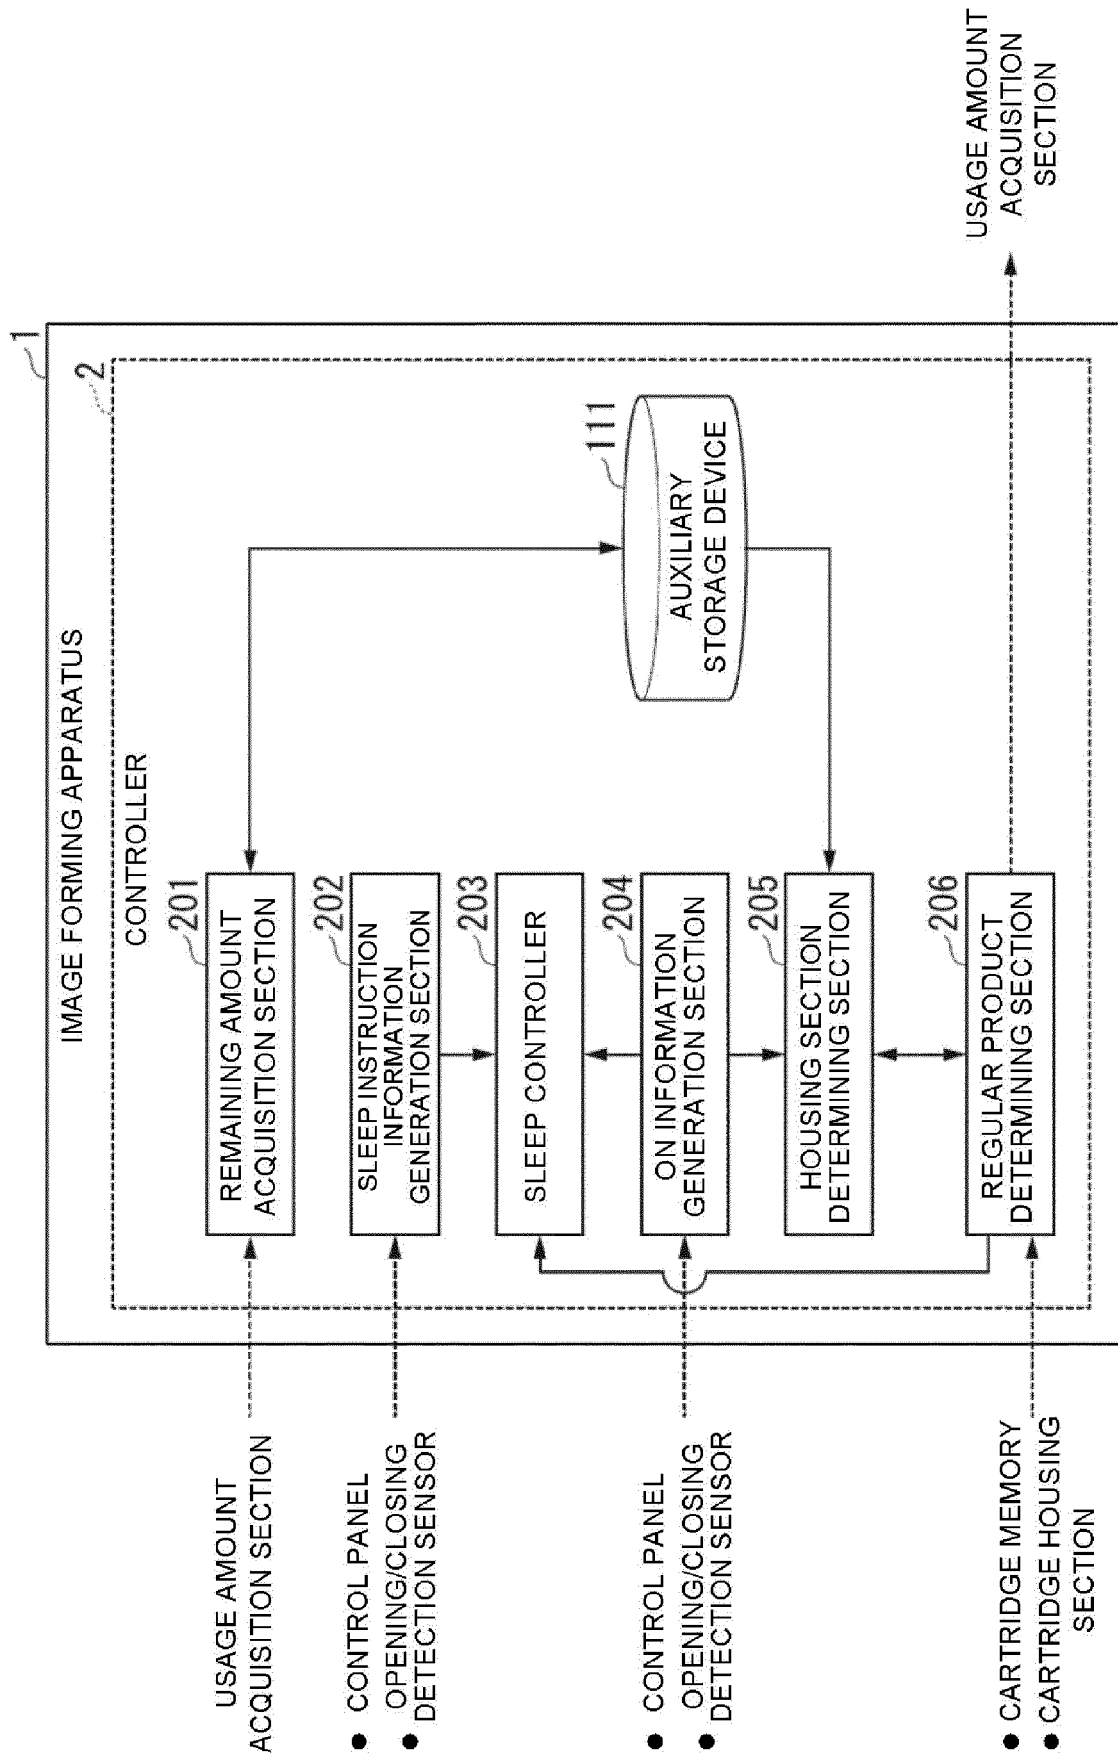 IMAGE FORMING APPARATUS
1
CONTROLLER
2
USAGE AMOUNT
ACQUISITION SECTION
201
REMAINING AMOUNT
ACQUISITION SECTION
● CONTROL PANEL
OPENING/CLOSING
● DETECTION SENSOR
202
SLEEP INSTRUCTION
INFORMATION
GENERATION SECTION
203
SLEEP CONTROLLER
111
AUXILIARY
STORAGE DEVICE
● CONTROL PANEL
OPENING/CLOSING
● DETECTION SENSOR
204
ON INFORMATION
GENERATION SECTION
205
HOUSING SECTION
DETERMINING SECTION
● CARTRIDGE MEMORY
● CARTRIDGE HOUSING
SECTION
206
REGULAR PRODUCT
DETERMINING SECTION
USAGE AMOUNT
ACQUISITION
SECTION